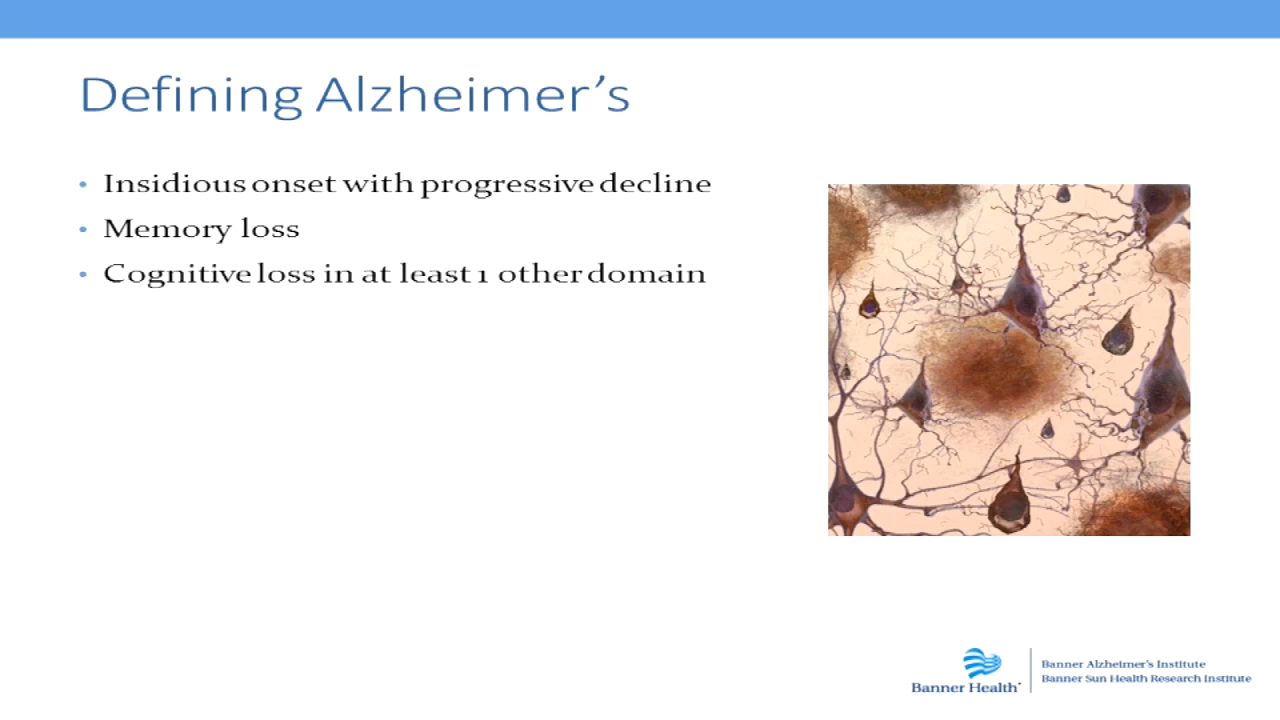 Defining Alzheimer's
• Insidious onset with progressive decline
• Memory loss
• Cognitive loss in at least 1 other domain
Banner Health
Banner Alzheimer's Institute
Banner Sun Health Research Institute